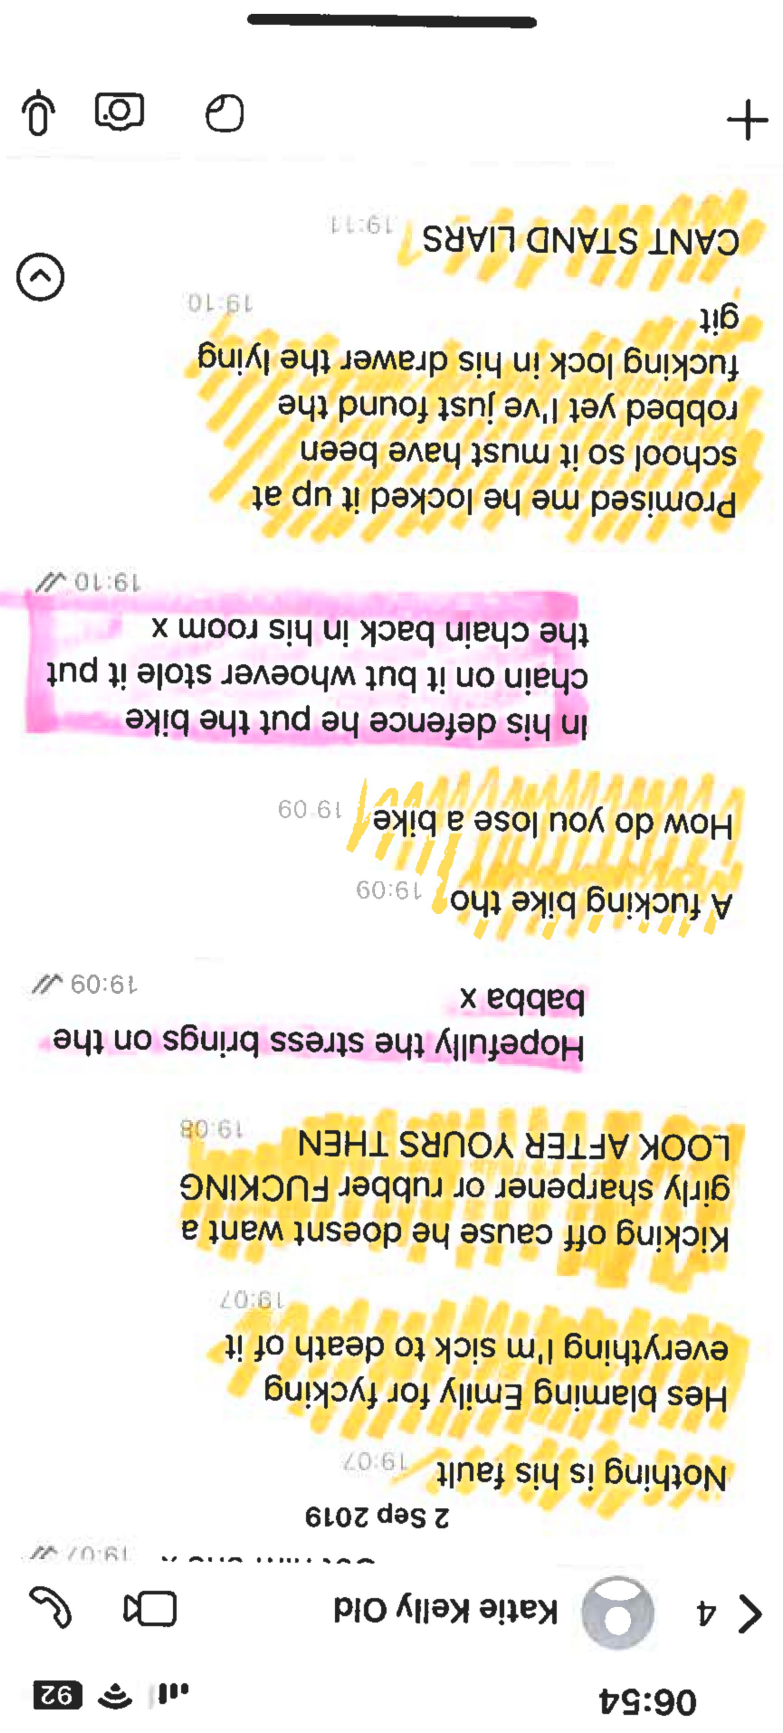 06:54
92
4
Katie Kelly Old
19:07
2 Sep 2019
Nothing is his fault 19:07
Hes blaming Emily for fycking
everything I'm sick to death of it
19:07
Kicking off cause he doesnt want a
girly sharpener or rubber FUCKING
LOOK AFTER YOURS THEN
19:08
Hopefully the stress brings on the
babba x
19:09
A fucking bike tho 19:09
How do you lose a bike 19:09
In his defence he put the bike
chain on it but whoever stole it put
the chain back in his room x
19:10
Promised me he locked it up at
school so it must have been
robbed yet I've just found the
fucking lock in his drawer the lying
git
19:10
CANT STAND LIARS 19:11